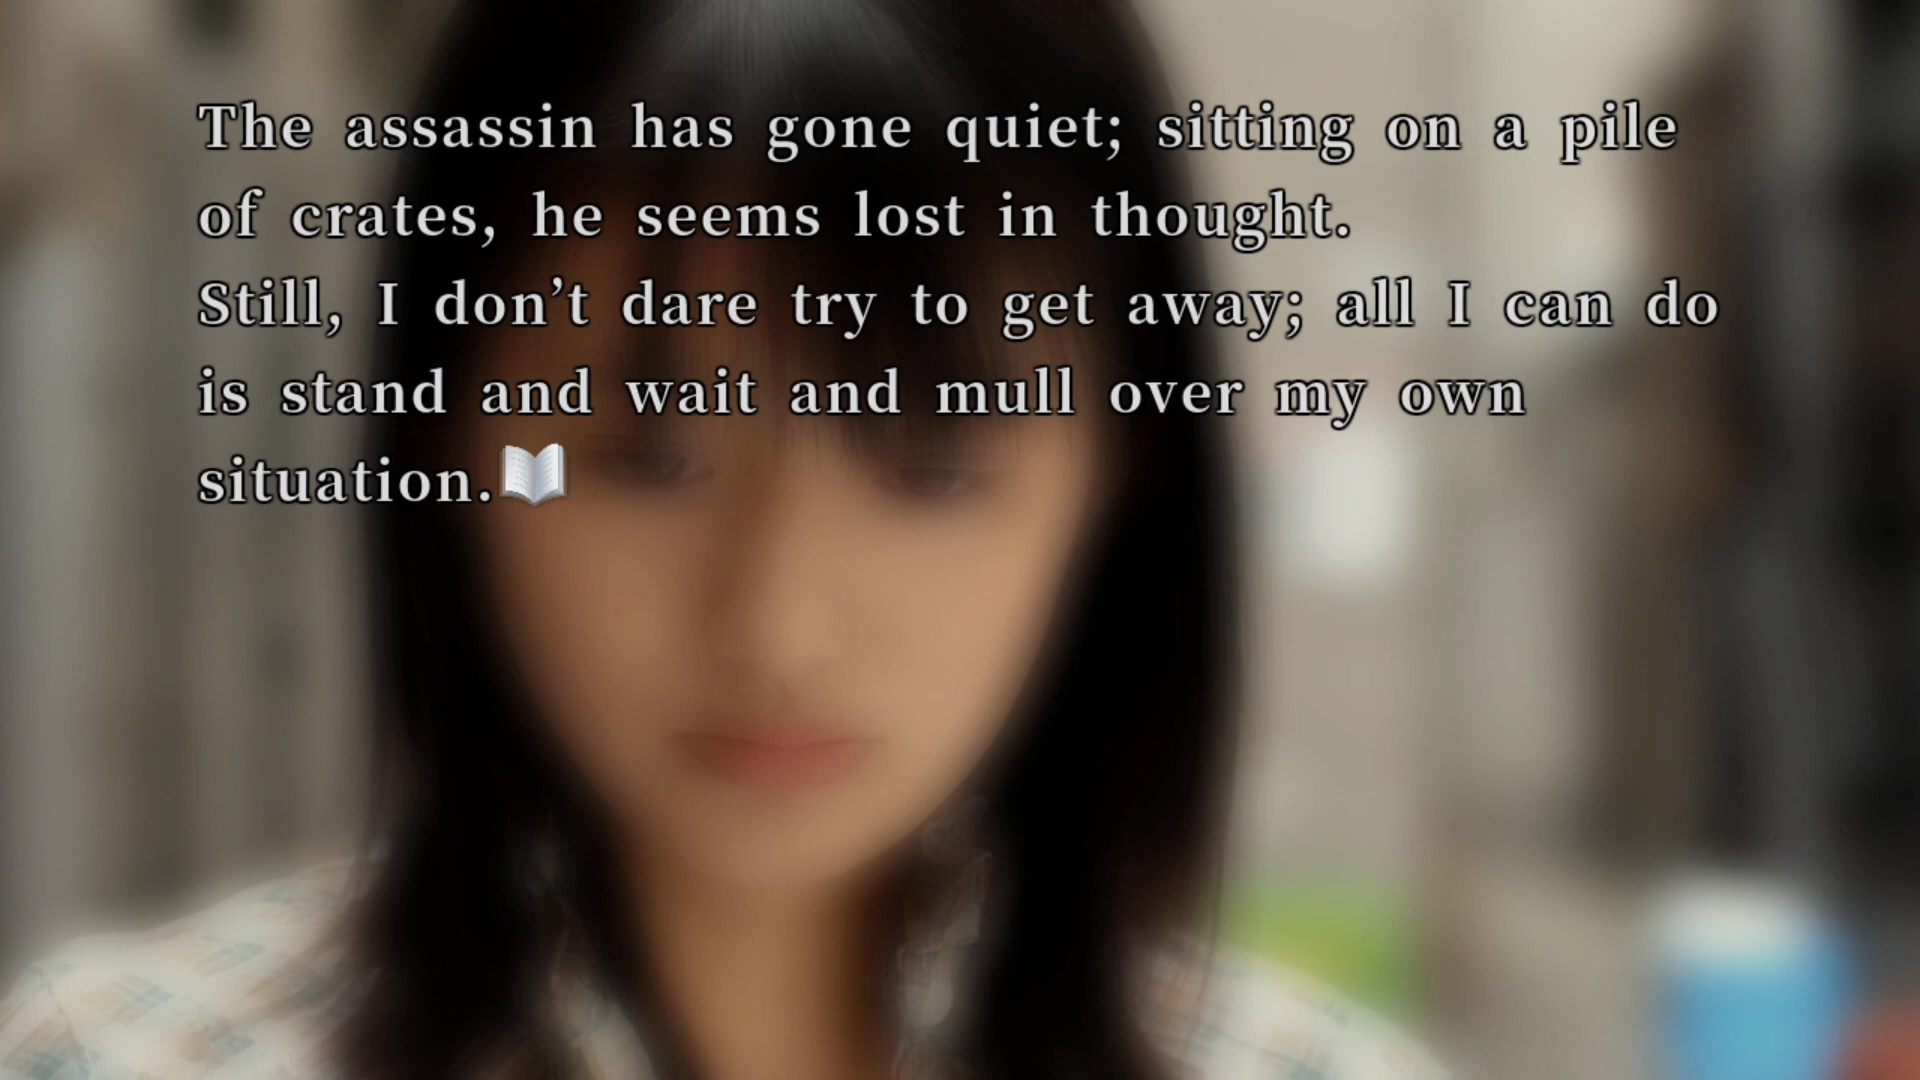 The assassin has gone quiet; sitting on a pile
of crates, he seems lost in thought.
Still, I don’t dare try to get away; all I can do
is stand and wait and mull over my own
situation.